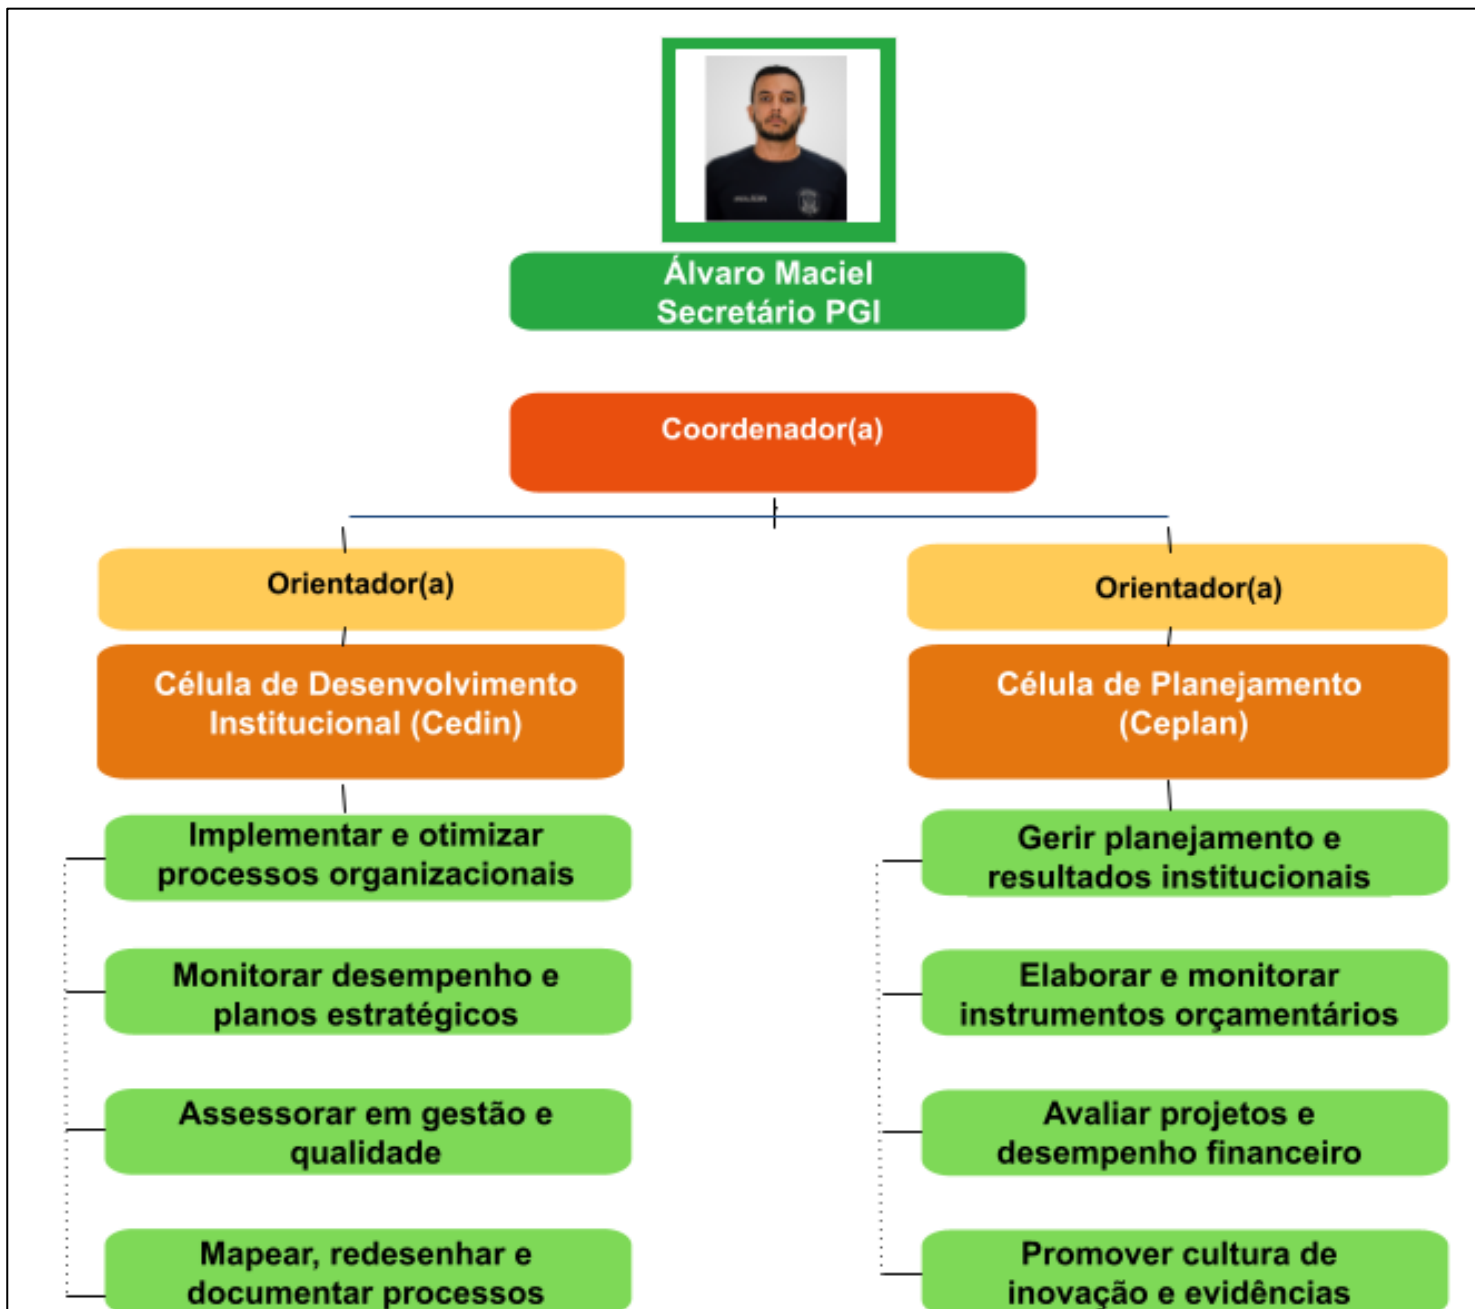 Álvaro Maciel
Secretário PGI
Coordenador(a)
Orientador(a)
Célula de Desenvolvimento
Institucional (Cedin)
Implementar e otimizar
processos organizacionais
Monitorar desempenho e
planos estratégicos
Assessorar em gestão e
qualidade
Mapear, redesenhar e
documentar processos
Orientador(a)
Célula de Planejamento
(Ceplan)
Gerir planejamento e
resultados institucionais
Elaborar e monitorar
instrumentos orçamentários
Avaliar projetos e
desempenho financeiro
Promover cultura de
inovação e evidências